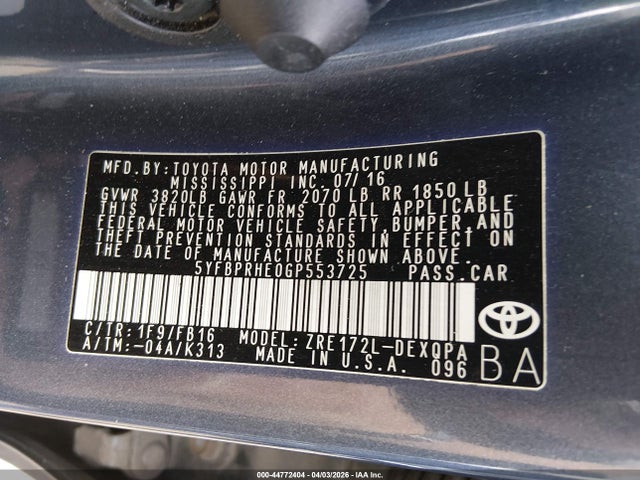 MFD.BY:TOYOTA MOTOR MANUFACTURING
MISSISSIPPI INC. 07/16
GVWR 3820LB GAWR FR 2070 LB RR 1850 LB
THIS VEHICLE CONFORMS TO ALL APPLICABLE
FEDERAL MOTOR VEHICLE SAFETY,BUMPER,AND
THEFT PREVENTION STANDARDS IN EFFECT ON
THE DATE OF MANUFACTURE SHOWN ABOVE.
5YFBPRHE0GP553725 PASS.CAR
C/TR:1F9/FB16 MODEL: ZRE172L-DEXQPA
A/TM:-04A/K313 MADE IN U.S.A. 096
BA
000-44772404 | 04/03/2026 - IAA Inc.